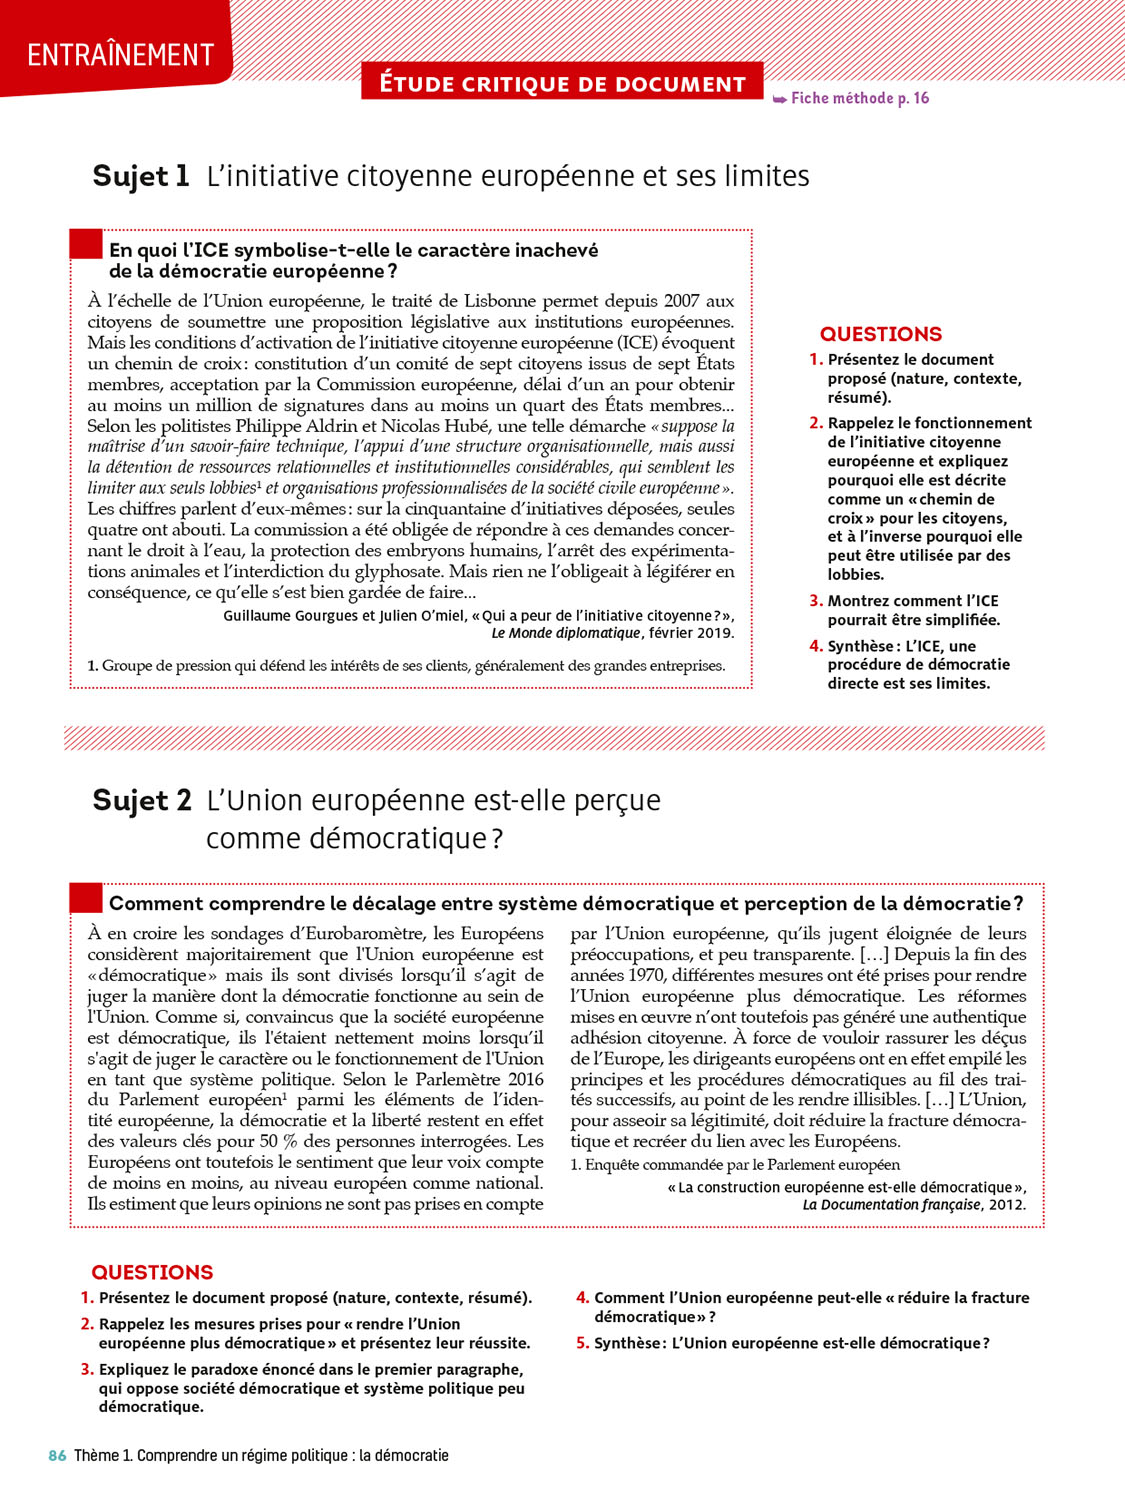 ENTRAÎNEMENT
ÉTUDE CRITIQUE DE DOCUMENT
➥ Fiche méthode p. 16
Sujet 1 L’initiative citoyenne européenne et ses limites
En quoi l’ICE symbolise-t-elle le caractère inachevé
de la démocratie européenne ?
À l’échelle de l’Union européenne, le traité de Lisbonne permet depuis 2007 aux
citoyens de soumettre une proposition législative aux institutions européennes.
Mais les conditions d’activation de l’initiative citoyenne européenne (ICE) évoquent
un chemin de croix : constitution d’un comité de sept citoyens issus de sept États
membres, acceptation par la Commission européenne, délai d’un an pour obtenir
au moins un million de signatures dans au moins un quart des États membres...
Selon les politistes Philippe Aldrin et Nicolas Hubé, une telle démarche « suppose la
maîtrise d’un savoir-faire technique, l’appui d’une structure organisationnelle, mais aussi
la détention de ressources relationnelles et institutionnelles considérables, qui semblent les
limiter aux seuls lobbies¹ et organisations professionnalisées de la société civile européenne ».
Les chiffres parlent d’eux-mêmes : sur la cinquantaine d’initiatives déposées, seules
quatre ont abouti. La commission a été obligée de répondre à ces demandes concer-
nant le droit à l’eau, la protection des embryons humains, l’arrêt des expérimenta-
tions animales et l’interdiction du glyphosate. Mais rien ne l’obligeait à légiférer en
conséquence, ce qu’elle s’est bien gardée de faire...
Guillaume Gourgues et Julien O’miel, « Qui a peur de l’initiative citoyenne ? »,
Le Monde diplomatique, février 2019.
1. Groupe de pression qui défend les intérêts de ses clients, généralement des grandes entreprises.
QUESTIONS
1. Présentez le document
proposé (nature, contexte,
résumé).
2. Rappelez le fonctionnement
de l’initiative citoyenne
européenne et expliquez
pourquoi elle est décrite
comme un « chemin de
croix » pour les citoyens,
et à l’inverse pourquoi elle
peut être utilisée par des
lobbies.
3. Montrez comment l’ICE
pourrait être simplifiée.
4. Synthèse : L’ICE, une
procédure de démocratie
directe est ses limites.
Sujet 2 L’Union européenne est-elle perçue
comme démocratique ?
Comment comprendre le décalage entre système démocratique et perception de la démocratie ?
À en croire les sondages d’Eurobaromètre, les Européens
considèrent majoritairement que l'Union européenne est
« démocratique » mais ils sont divisés lorsqu’il s’agit de
juger la manière dont la démocratie fonctionne au sein de
l'Union. Comme si, convaincus que la société européenne
est démocratique, ils l'étaient nettement moins lorsqu’il
s'agit de juger le caractère ou le fonctionnement de l'Union
en tant que système politique. Selon le Parlemètre 2016
du Parlement européen¹ parmi les éléments de l’iden-
tité européenne, la démocratie et la liberté restent en effet
des valeurs clés pour 50 % des personnes interrogées. Les
Européens ont toutefois le sentiment que leur voix compte
de moins en moins, au niveau européen comme national.
Ils estiment que leurs opinions ne sont pas prises en compte
par l’Union européenne, qu’ils jugent éloignée de leurs
préoccupations, et peu transparente. […] Depuis la fin des
années 1970, différentes mesures ont été prises pour rendre
l’Union européenne plus démocratique. Les réformes
mises en œuvre n’ont toutefois pas généré une authentique
adhésion citoyenne. À force de vouloir rassurer les déçus
de l’Europe, les dirigeants européens ont en effet empilé les
principes et les procédures démocratiques au fil des trai-
tés successifs, au point de les rendre illisibles. […] L’Union,
pour asseoir sa légitimité, doit réduire la fracture démocra-
tique et recréer du lien avec les Européens.
1. Enquête commandée par le Parlement européen
« La construction européenne est-elle démocratique »,
La Documentation française, 2012.
QUESTIONS
1. Présentez le document proposé (nature, contexte, résumé).
2. Rappelez les mesures prises pour « rendre l’Union
européenne plus démocratique » et présentez leur réussite.
3. Expliquez le paradoxe énoncé dans le premier paragraphe,
qui oppose société démocratique et système politique peu
démocratique.
4. Comment l’Union européenne peut-elle « réduire la fracture
démocratique » ?
5. Synthèse : L’Union européenne est-elle démocratique ?
86 Thème 1. Comprendre un régime politique : la démocratie